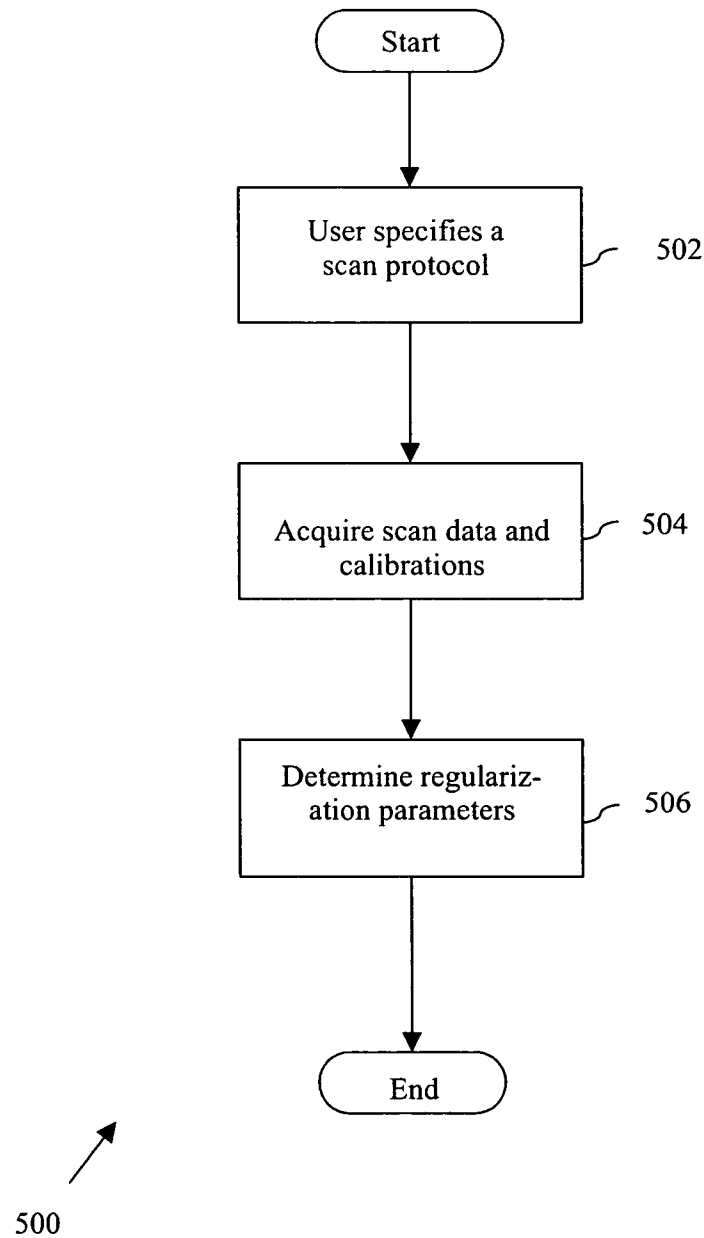 Start
User specifies a
scan protocol
502
Acquire scan data and
calibrations
504
Determine regulariz-
ation parameters
506
End
500